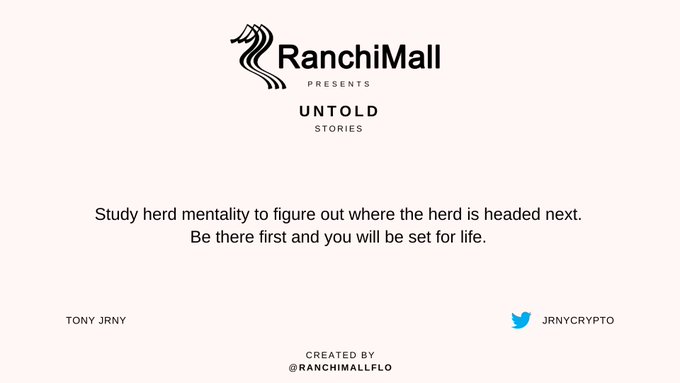 RanchiMall
PRESENTS
UNTOLD
STORIES
Study herd mentality to figure out where the herd is headed next.
Be there first and you will be set for life.
TONY JRNY
JRNYCRYPTO
CREATED BY
@RANCHIMALLFLO